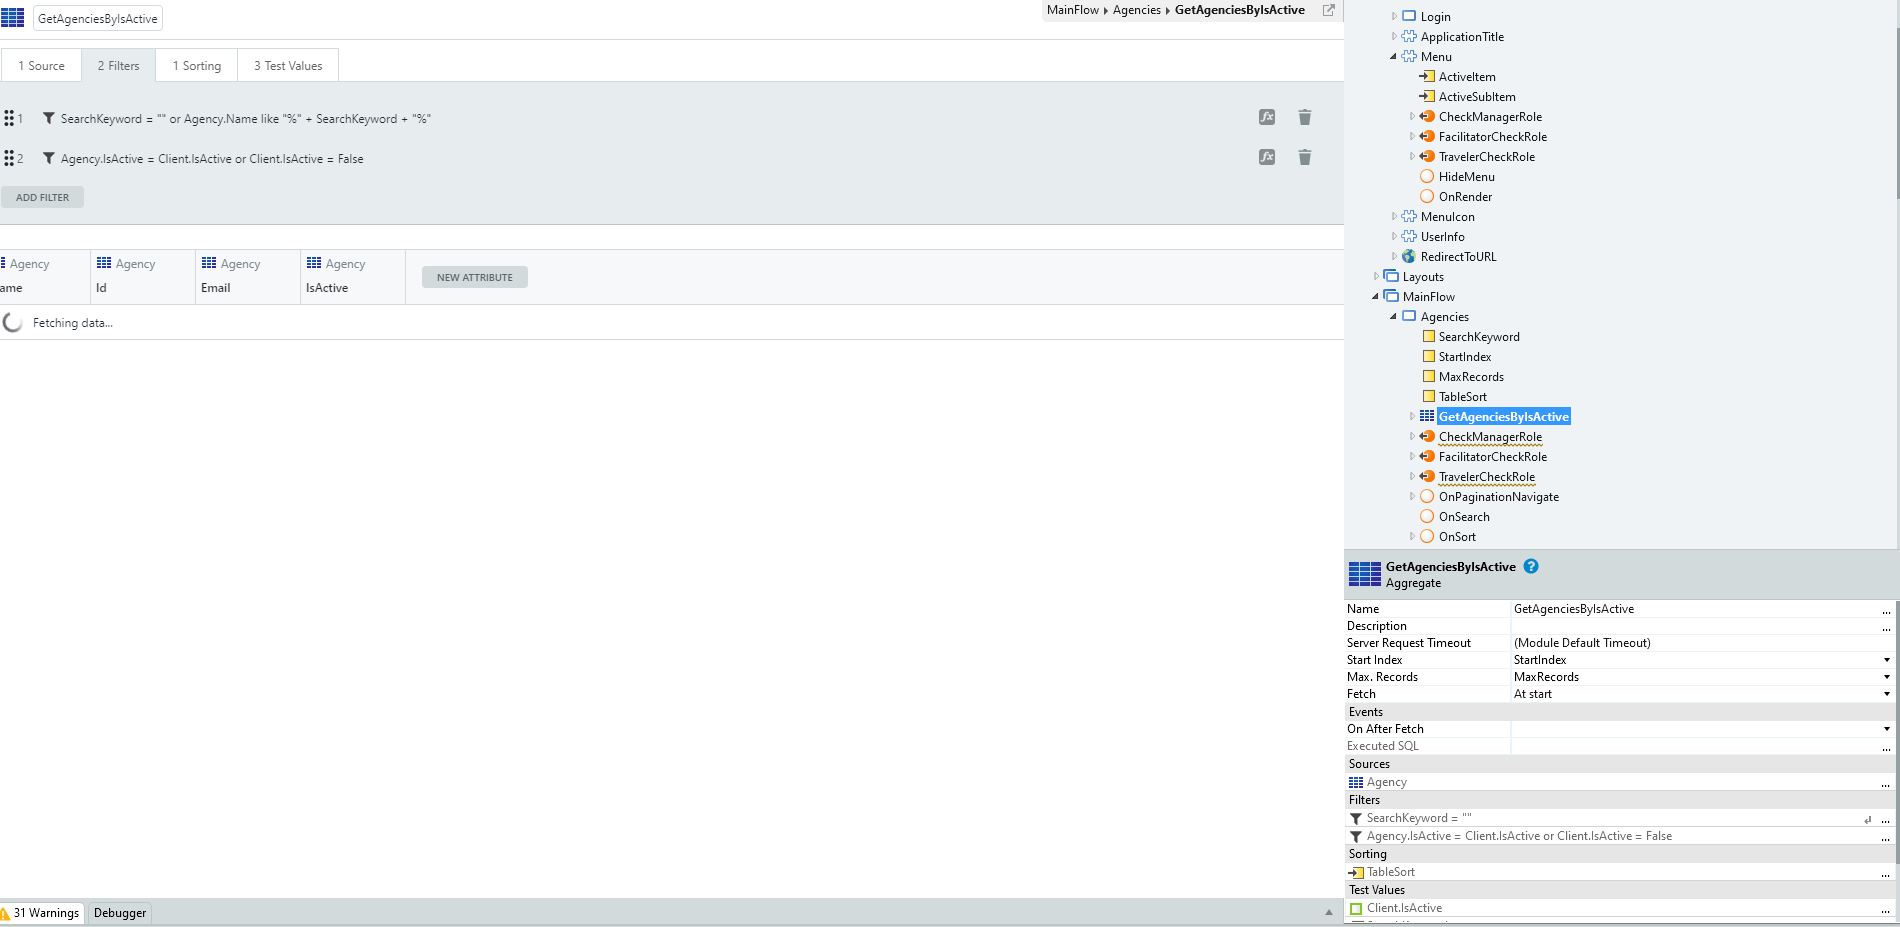 GetAgenciesByIsActive
MainFlow Agencies GetAgenciesByIsActive
1 Source
2 Filters
1 Sorting
3 Test Values
1 SearchKeyword = "" or Agency.Name like "%" + SearchKeyword + "%"
2 Agency.IsActive = Client.IsActive or Client.IsActive = False
ADD FILTER
Agency
ame
Agency
Id
Agency
Email
Agency
IsActive
NEW ATTRIBUTE
Fetching data...
31 Warnings
Debugger
Login
ApplicationTitle
Menu
ActiveItem
ActiveSubItem
CheckManagerRole
FacilitatorCheckRole
TravelerCheckRole
HideMenu
OnRender
MenuIcon
UserInfo
RedirectToURL
Layouts
MainFlow
Agencies
SearchKeyword
StartIndex
MaxRecords
TableSort
GetAgenciesByIsActive
CheckManagerRole
FacilitatorCheckRole
TravelerCheckRole
OnPaginationNavigate
OnSearch
OnSort
GetAgenciesByIsActive ?
Aggregate
Name GetAgenciesByIsActive ...
Description ...
Server Request Timeout (Module Default Timeout)
Start Index StartIndex
Max. Records MaxRecords
Fetch At start
Events
On After Fetch
Executed SQL ...
Sources
Agency ...
Filters
SearchKeyword = "" ...
Agency.IsActive = Client.IsActive or Client.IsActive = False ...
Sorting
TableSort ...
Test Values
Client.IsActive ...